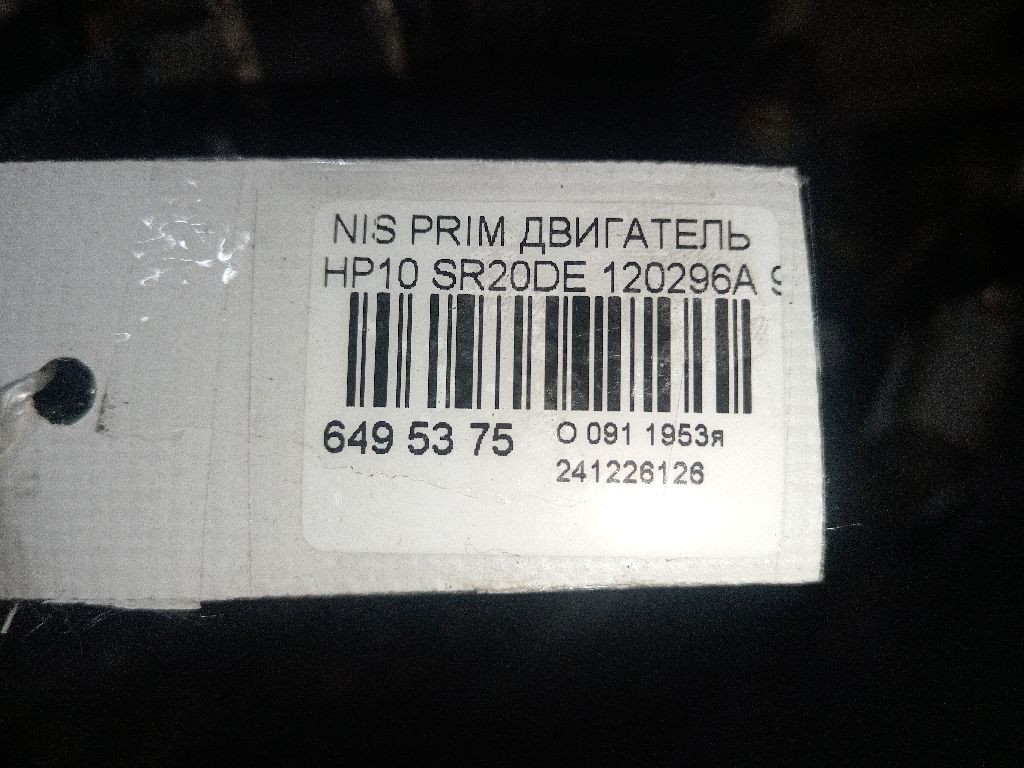 NIS PRIM ДВИГАТЕЛЬ
HP10 SR20DE 120296A
649 53 75
O 091 1953я
241226126